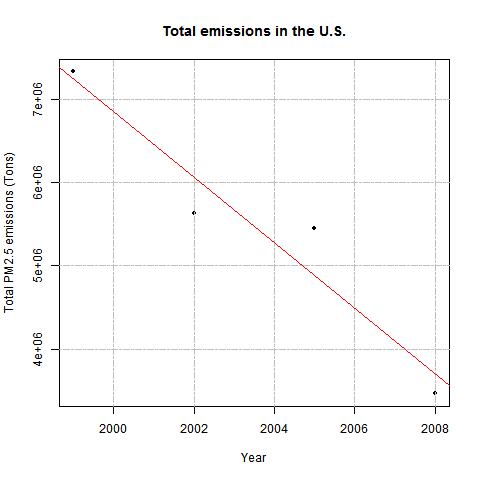 Total emissions in the U.S.
Total PM2.5 emissions (Tons)
7e+06
6e+06
5e+06
4e+06
2000 2002 2004 2006 2008
Year